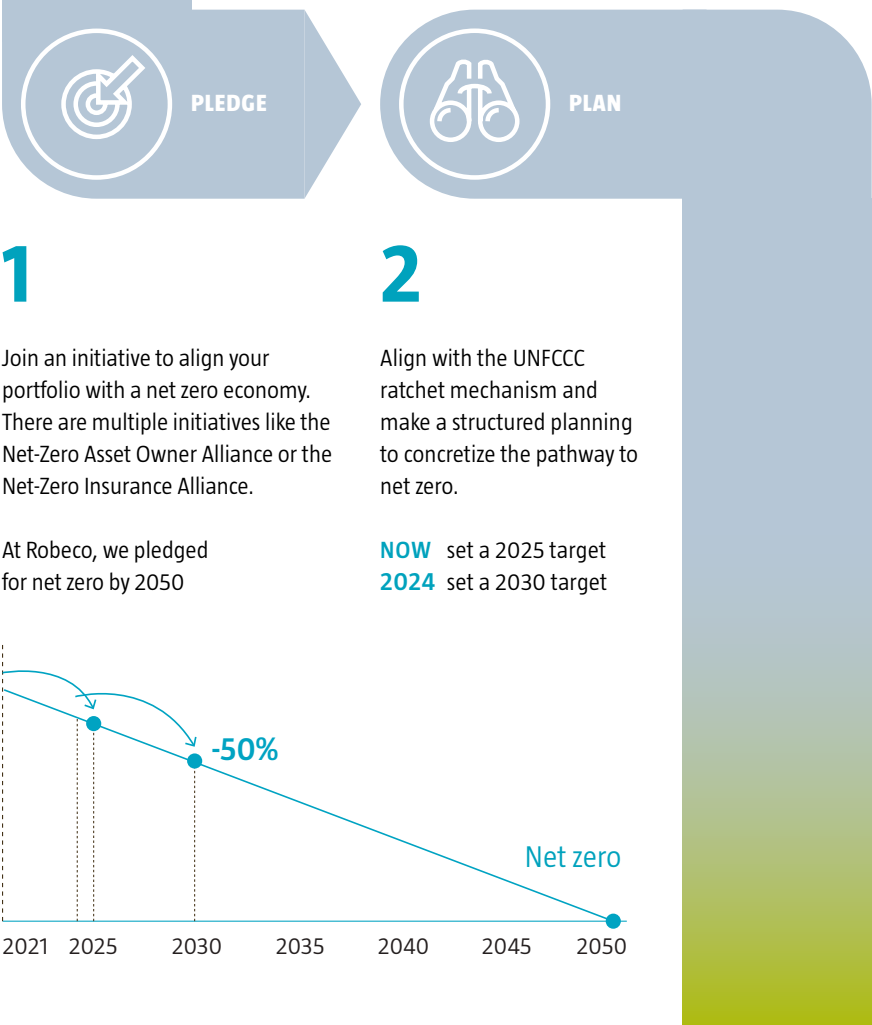 PLEDGE
PLAN
1
Join an initiative to align your
portfolio with a net zero economy.
There are multiple initiatives like the
Net-Zero Asset Owner Alliance or the
Net-Zero Insurance Alliance.
At Robeco, we pledged
for net zero by 2050
2
Align with the UNFCCC
ratchet mechanism and
make a structured planning
to concretize the pathway to
net zero.
NOW set a 2025 target
2024 set a 2030 target
-50%
Net zero
2021 2025 2030 2035 2040 2045 2050